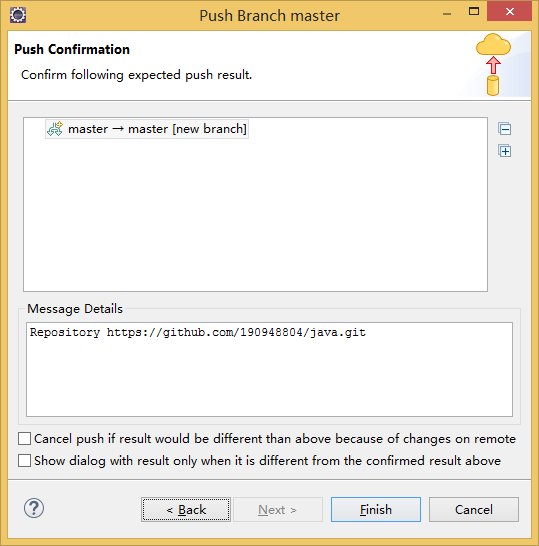 Push Branch master
Push Confirmation
Confirm following expected push result.
master → master [new branch]
Message Details
Repository https://github.com/190948804/java.git
Cancel push if result would be different than above because of changes on remote
Show dialog with result only when it is different from the confirmed result above
?
< Back
Next >
Finish
Cancel